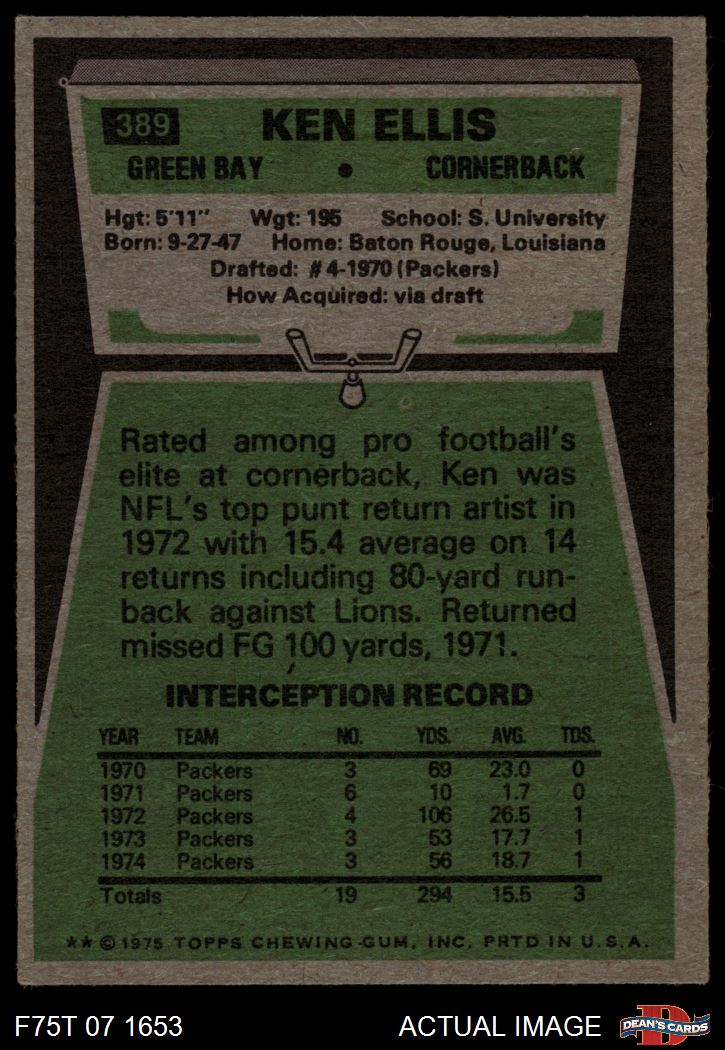 389 KEN ELLIS
GREEN BAY • CORNERBACK
Hgt: 5'11" Wgt: 195 School: S. University
Born: 9-27-47 Home: Baton Rouge, Louisiana
Drafted: #4-1970 (Packers)
How Acquired: via draft
Rated among pro football's
elite at cornerback, Ken was
NFL's top punt return artist in
1972 with 15.4 average on 14
returns including 80-yard run-
back against Lions. Returned
missed FG 100 yards, 1971.
INTERCEPTION RECORD
YEAR TEAM NO. YDS. AVG. TDS.
1970 Packers 3 69 23.0 0
1971 Packers 6 10 1.7 0
1972 Packers 4 106 26.5 1
1973 Packers 3 53 17.7 1
1974 Packers 3 56 18.7 1
Totals 19 294 15.5 3
**©1975 TOPPS CHEWING GUM, INC. PRTD IN U.S.A.
F75T 07 1653 ACTUAL IMAGE D DEAN'S CARDS